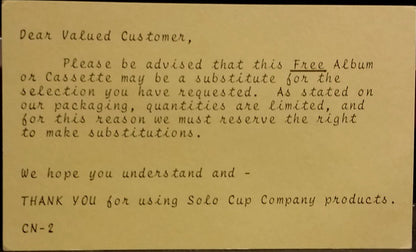 Dear Valued Customer,
Please be advised that this Free Album
or Cassette may be a substitute for the
selection you have requested. As stated on
our packaging, quantities are limited, and
for this reason we must reserve the right
to make substitutions.
We hope you understand and -
THANK YOU for using Solo Cup Company products.
CN-2